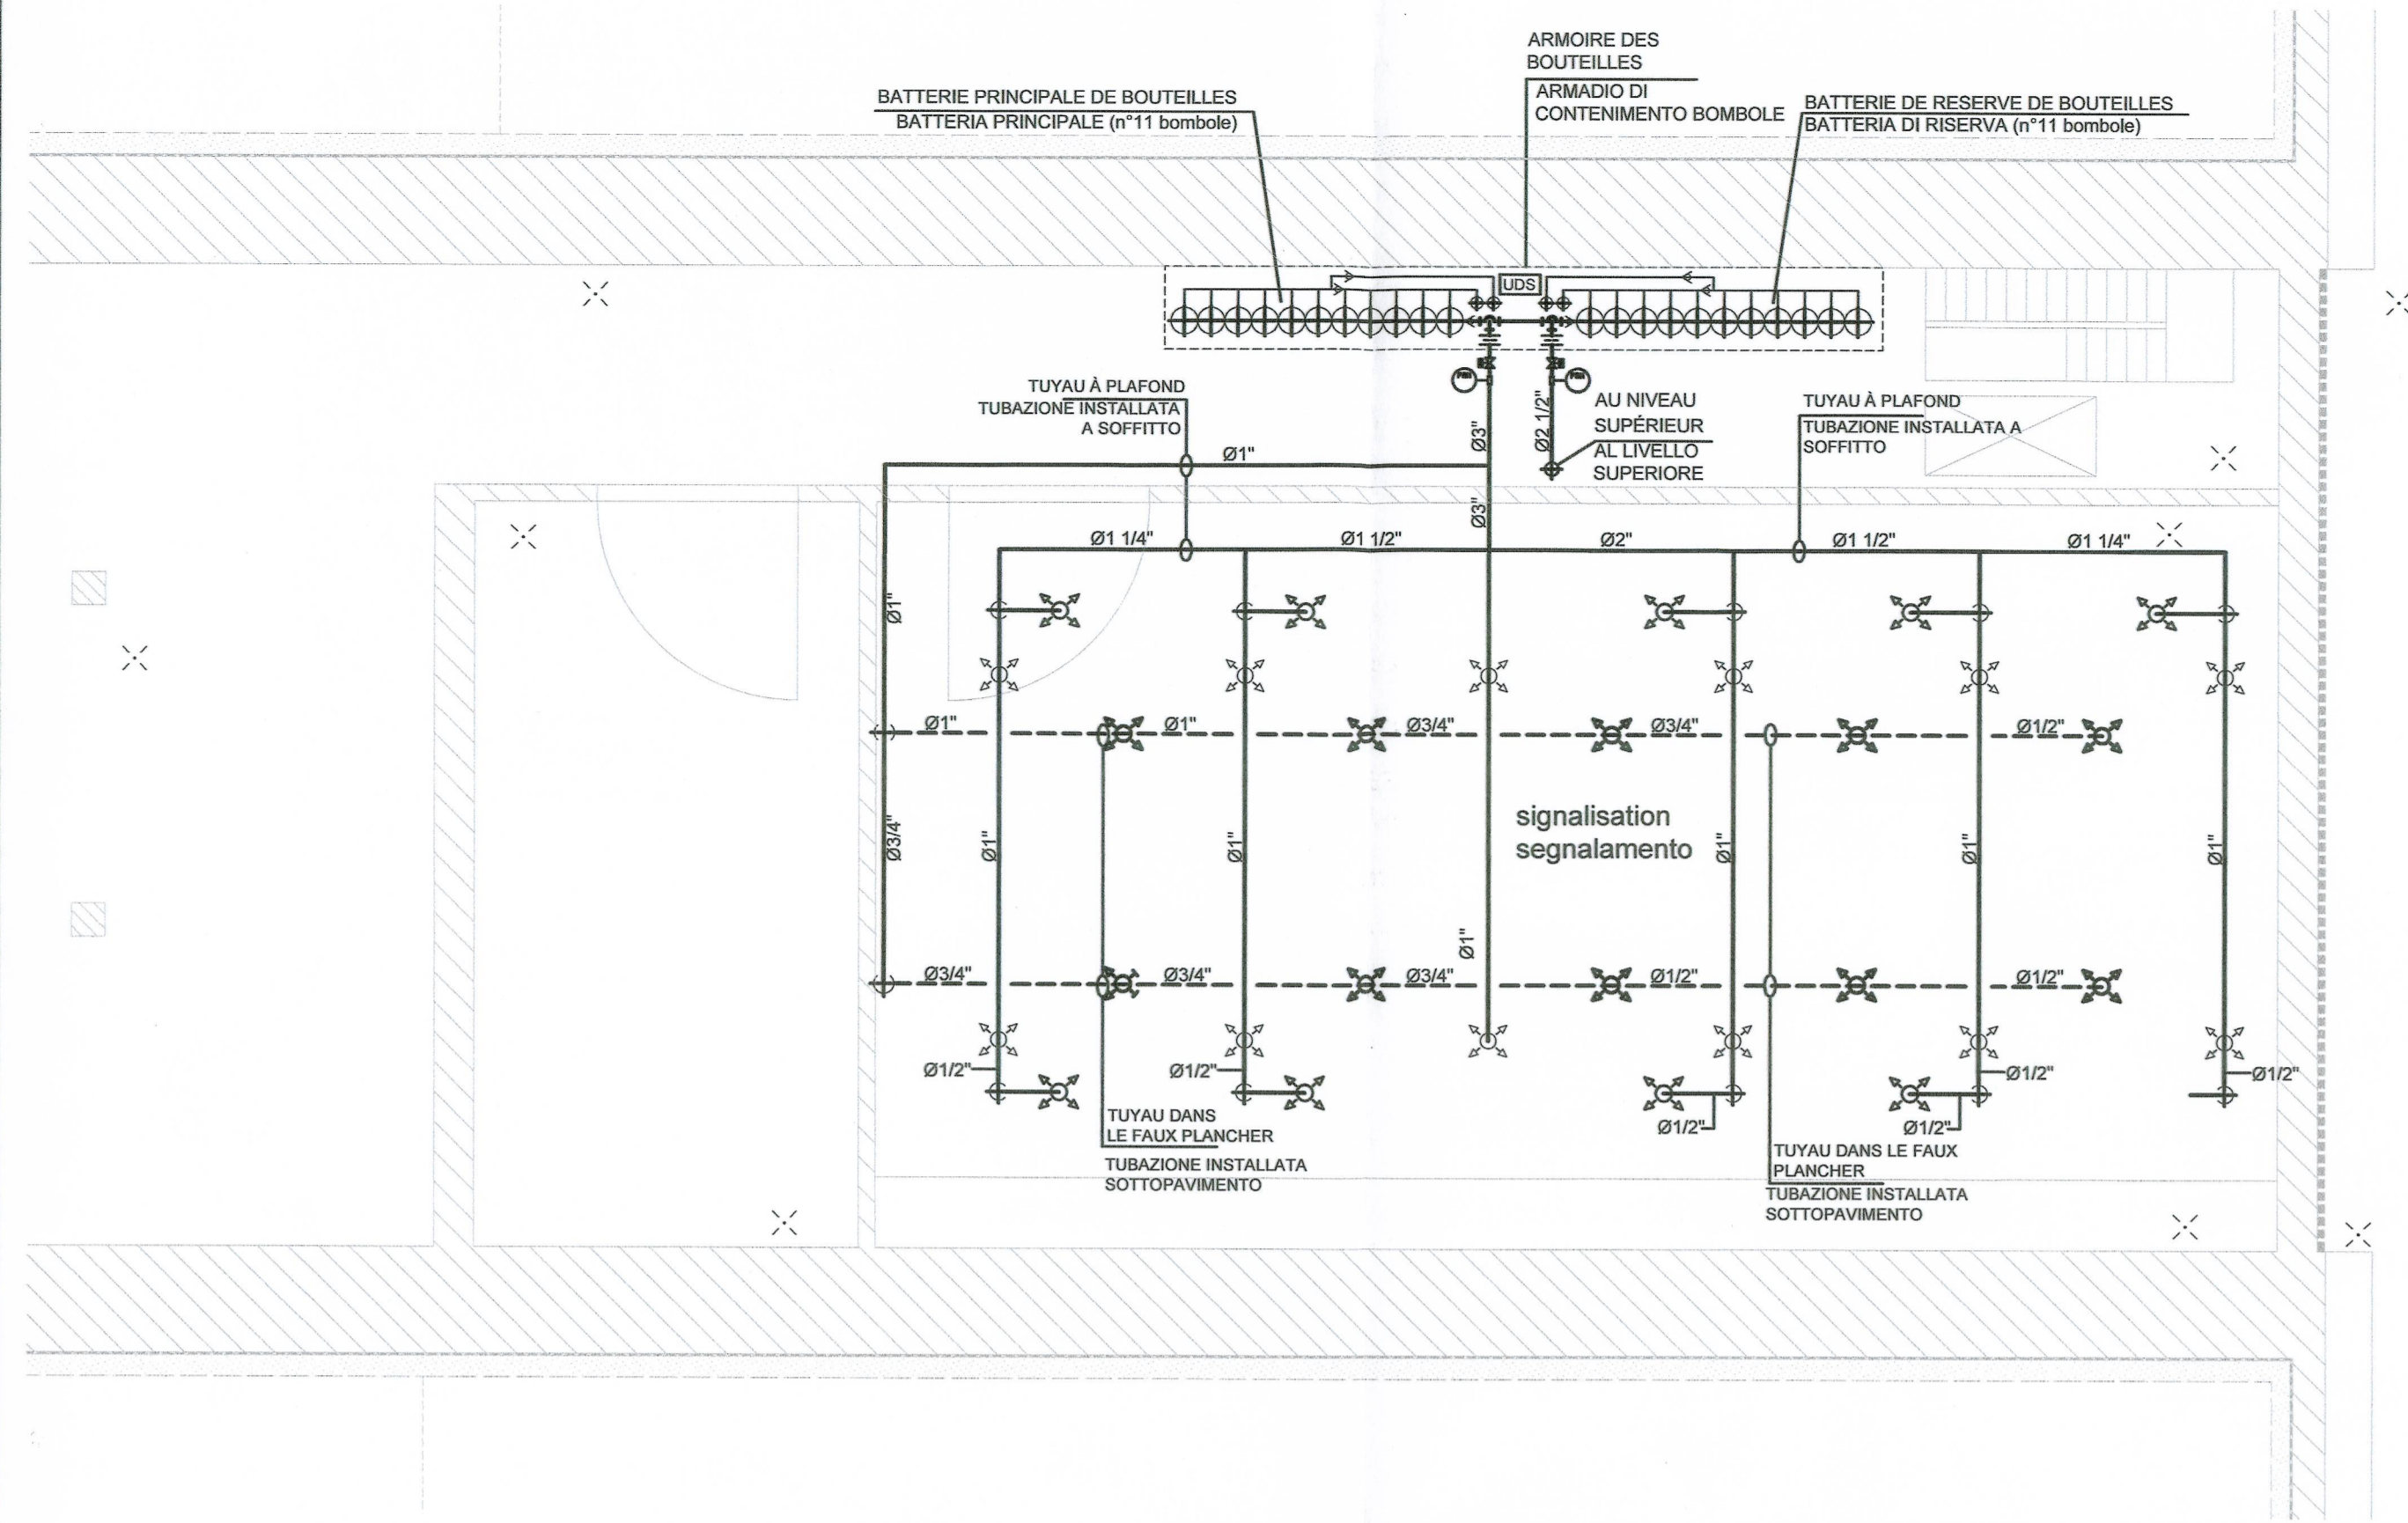 ARMOIRE DES
BOUTEILLES
ARMADIO DI
CONTENIMENTO BOMBOLE
BATTERIE PRINCIPALE DE BOUTEILLES
BATTERIA PRINCIPALE (n°11 bombole)
BATTERIE DE RESERVE DE BOUTEILLES
BATTERIA DI RISERVA (n°11 bombole)
UDS
TUYAU À PLAFOND
TUBAZIONE INSTALLATA
A SOFFITTO
Ø1"
Ø3"
Ø2 1/2"
AU NIVEAU
SUPÉRIEUR
AL LIVELLO
SUPERIORE
TUYAU À PLAFOND
TUBAZIONE INSTALLATA A
SOFFITTO
Ø3"
Ø1 1/4"
Ø1 1/2"
Ø2"
Ø1 1/2"
Ø1 1/4"
Ø1"
Ø1"
Ø1"
Ø3/4"
Ø3/4"
Ø1/2"
signalisation
segnalamento
Ø3/4"
Ø1"
Ø1"
Ø1"
Ø1"
Ø1"
Ø1"
Ø3/4"
Ø3/4"
Ø3/4"
Ø1/2"
Ø1/2"
Ø1/2"
Ø1/2"
Ø1/2"
Ø1/2"
Ø1/2"
Ø1/2"
TUYAU DANS
LE FAUX PLANCHER
TUBAZIONE INSTALLATA
SOTTOPAVIMENTO
TUYAU DANS LE FAUX
PLANCHER
TUBAZIONE INSTALLATA
SOTTOPAVIMENTO